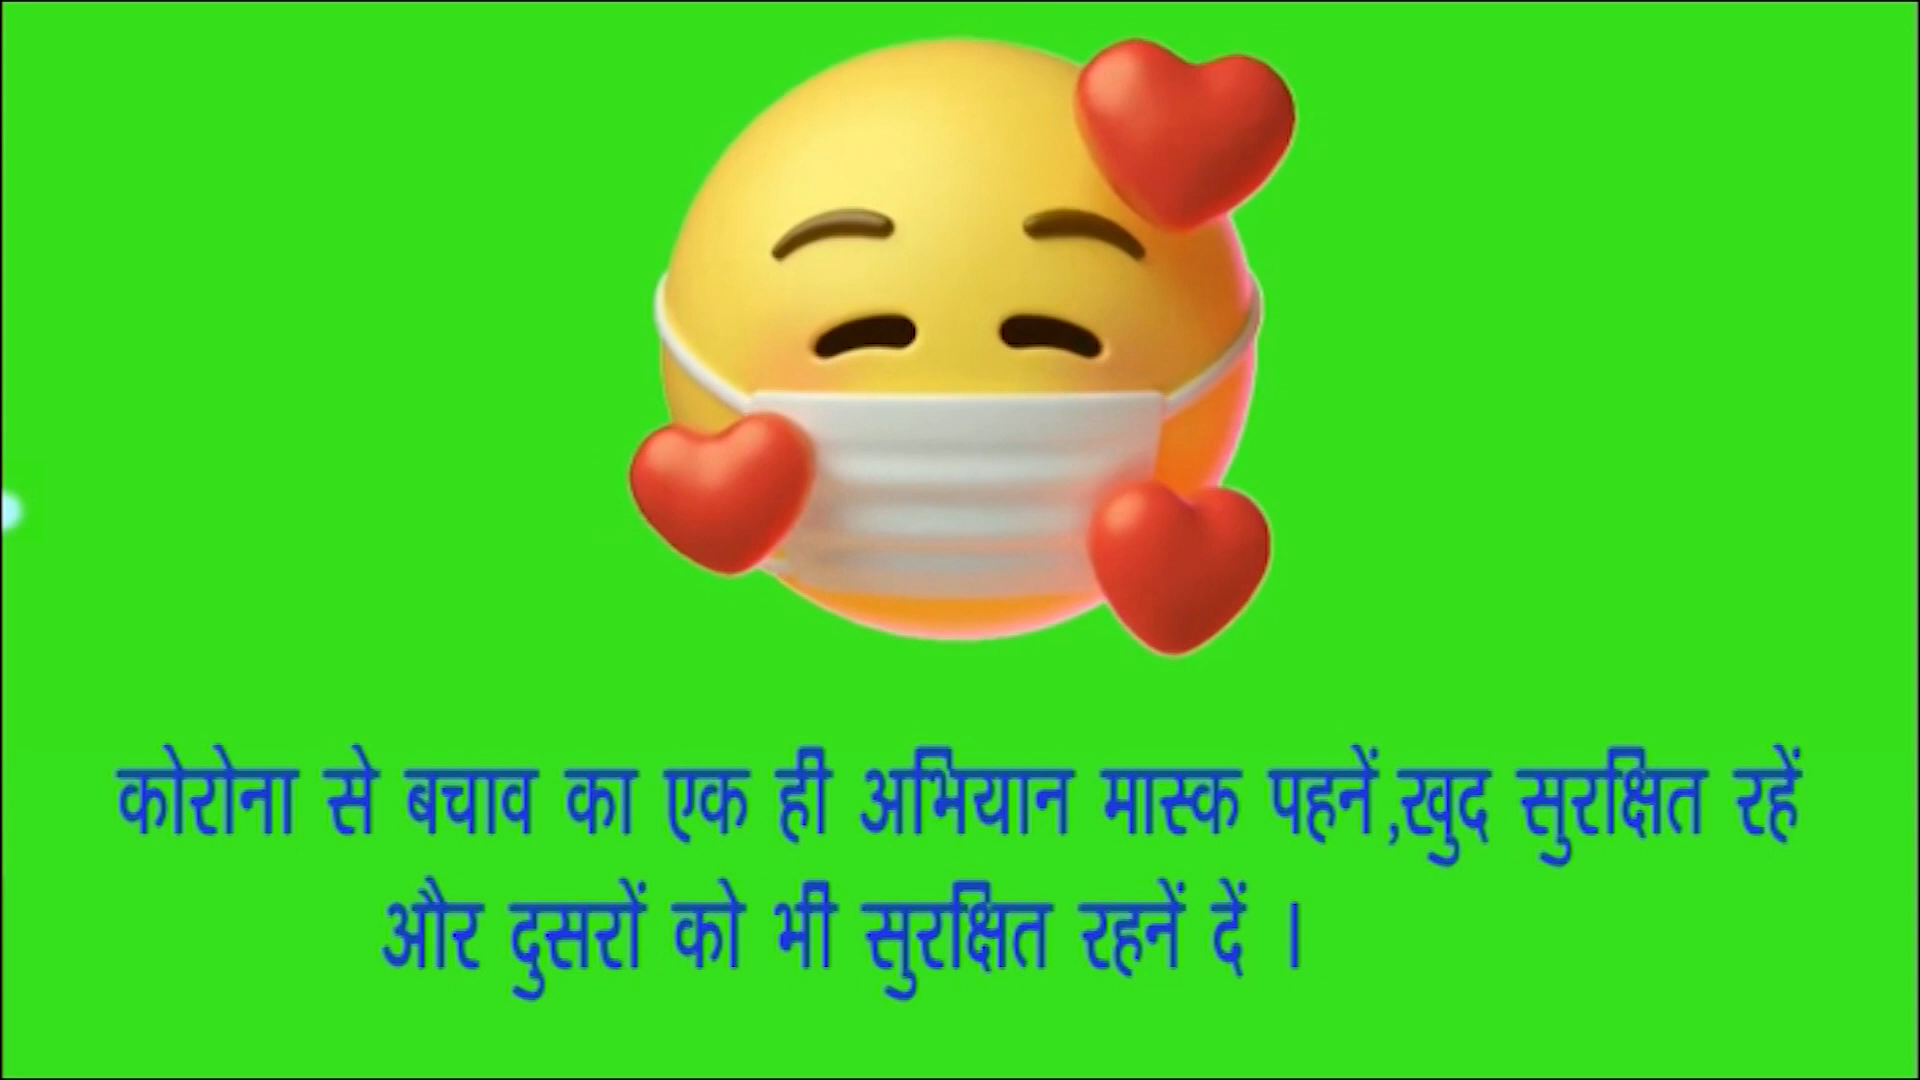 कोरोना से बचाव का एक ही अभियान मास्क पहनें,खुद सुरक्षित रहें
और दुसरों को भी सुरक्षित रहनें दें ।